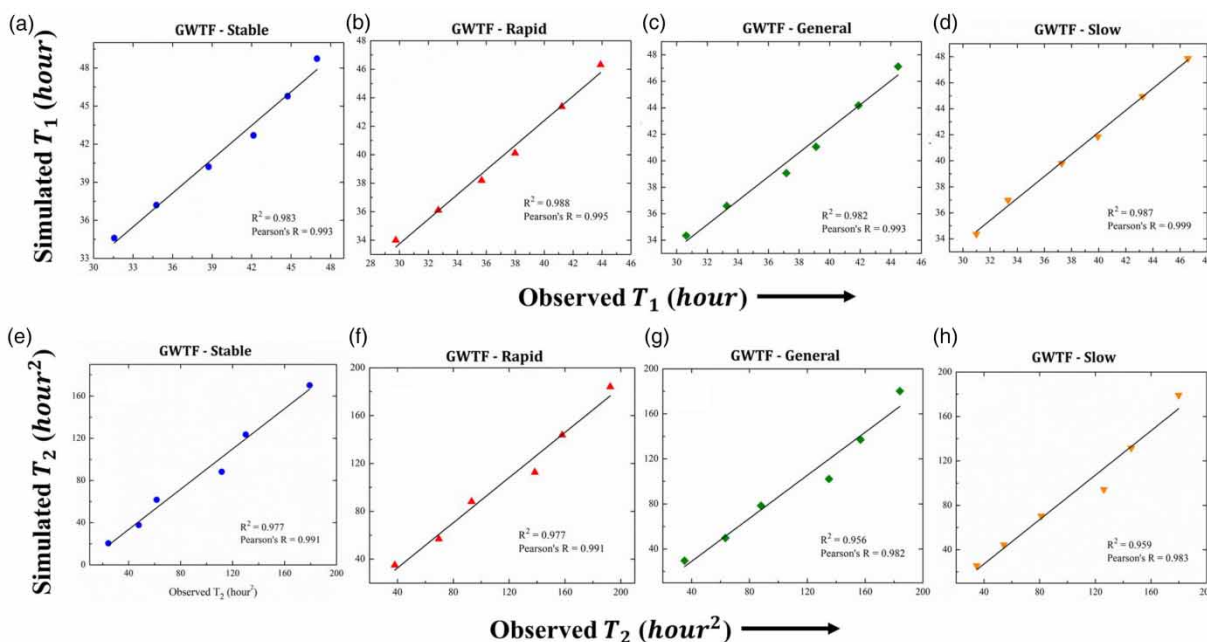 (a)
GWTF - Stable
48
45
42
39
36
33
30
33
36
39
42
45
48
R² = 0.983
Pearson's R = 0.993
(b)
GWTF - Rapid
48
46
44
42
40
38
36
34
28
30
32
34
36
38
40
42
44
46
R² = 0.988
Pearson's R = 0.995
(c)
GWTF - General
48
46
44
42
40
38
36
34
30
32
34
36
38
40
42
44
46
R² = 0.982
Pearson's R = 0.993
(d)
GWTF - Slow
48
46
44
42
40
38
36
34
30
32
34
36
38
40
42
44
46
48
R² = 0.987
Pearson's R = 0.999
Simulated T₁ (hour)
Observed T₁ (hour)
(e)
GWTF - Stable
160
120
80
40
0
0
40
80
120
160
200
R² = 0.977
Pearson's R = 0.991
Observed T₂ (hour²)
(f)
GWTF - Rapid
200
160
120
80
40
40
80
120
160
200
R² = 0.977
Pearson's R = 0.991
(g)
GWTF - General
200
160
120
80
40
40
80
120
160
200
R² = 0.956
Pearson's R = 0.982
(h)
GWTF - Slow
200
160
120
80
40
40
80
120
160
R² = 0.959
Pearson's R = 0.983
Simulated T₂ (hour²)
Observed T₂ (hour²)